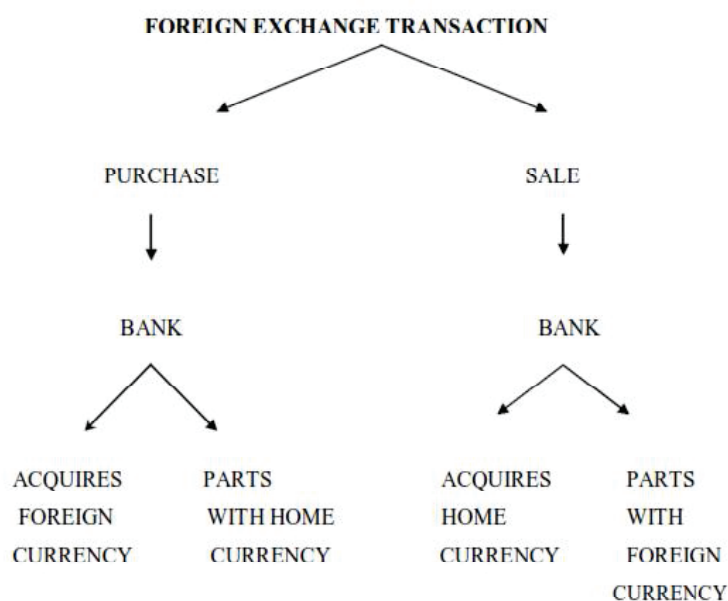 FOREIGN EXCHANGE TRANSACTION
PURCHASE
SALE
BANK
BANK
ACQUIRES
FOREIGN
CURRENCY
PARTS
WITH HOME
CURRENCY
ACQUIRES
HOME
CURRENCY
PARTS
WITH
FOREIGN
CURRENCY